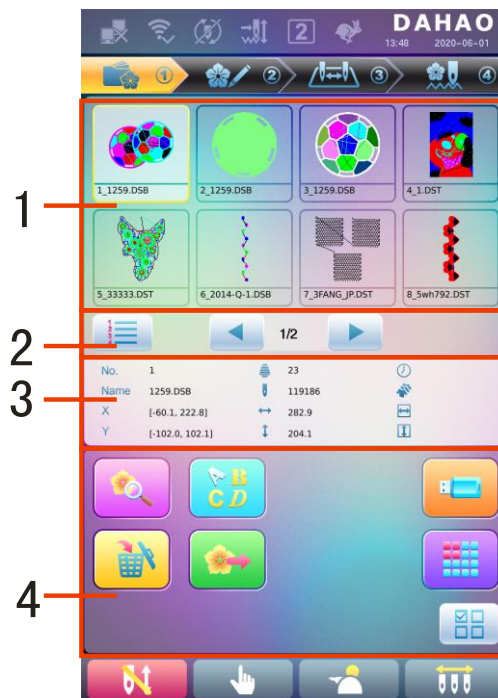 DAHAO
2
13:48 2020-06-01
① ② ③ ④
1_1259.DSB 2_1259.DSB 3_1259.DSB 4_1.DST
1
5_33333.DST 6_2014-Q-1.DSB 7_3FANG_JP.DST 8_5wh792.DST
2
1/2
No. 1 23
3
Name 1259.DSB 119186
X [-60.1, 222.8] 282.9
Y [-102.0, 102.1] 204.1
A B
C D
4